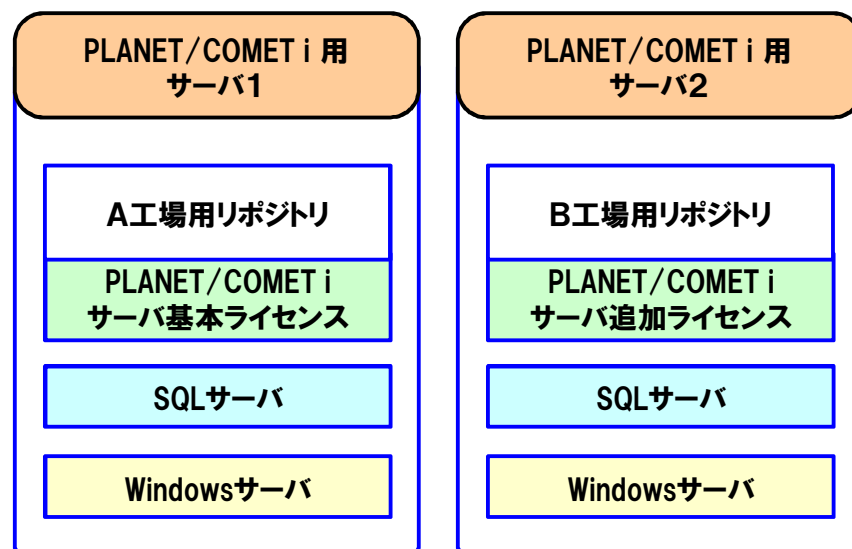 PLANET/COMET i 用
サーバ1
A工場用リポジトリ
PLANET/COMET i
サーバ基本ライセンス
SQLサーバ
Windowsサーバ
PLANET/COMET i 用
サーバ2
B工場用リポジトリ
PLANET/COMET i
サーバ追加ライセンス
SQLサーバ
Windowsサーバ